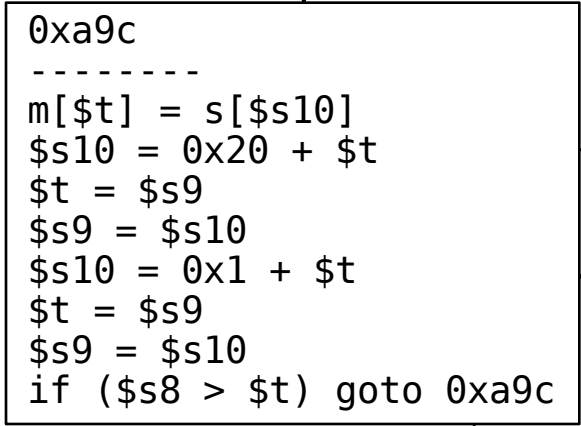 0xa9c
--------
m[$t] = s[$s10]
$s10 = 0x20 + $t
$t = $s9
$s9 = $s10
$s10 = 0x1 + $t
$t = $s9
$s9 = $s10
if ($s8 > $t) goto 0xa9c